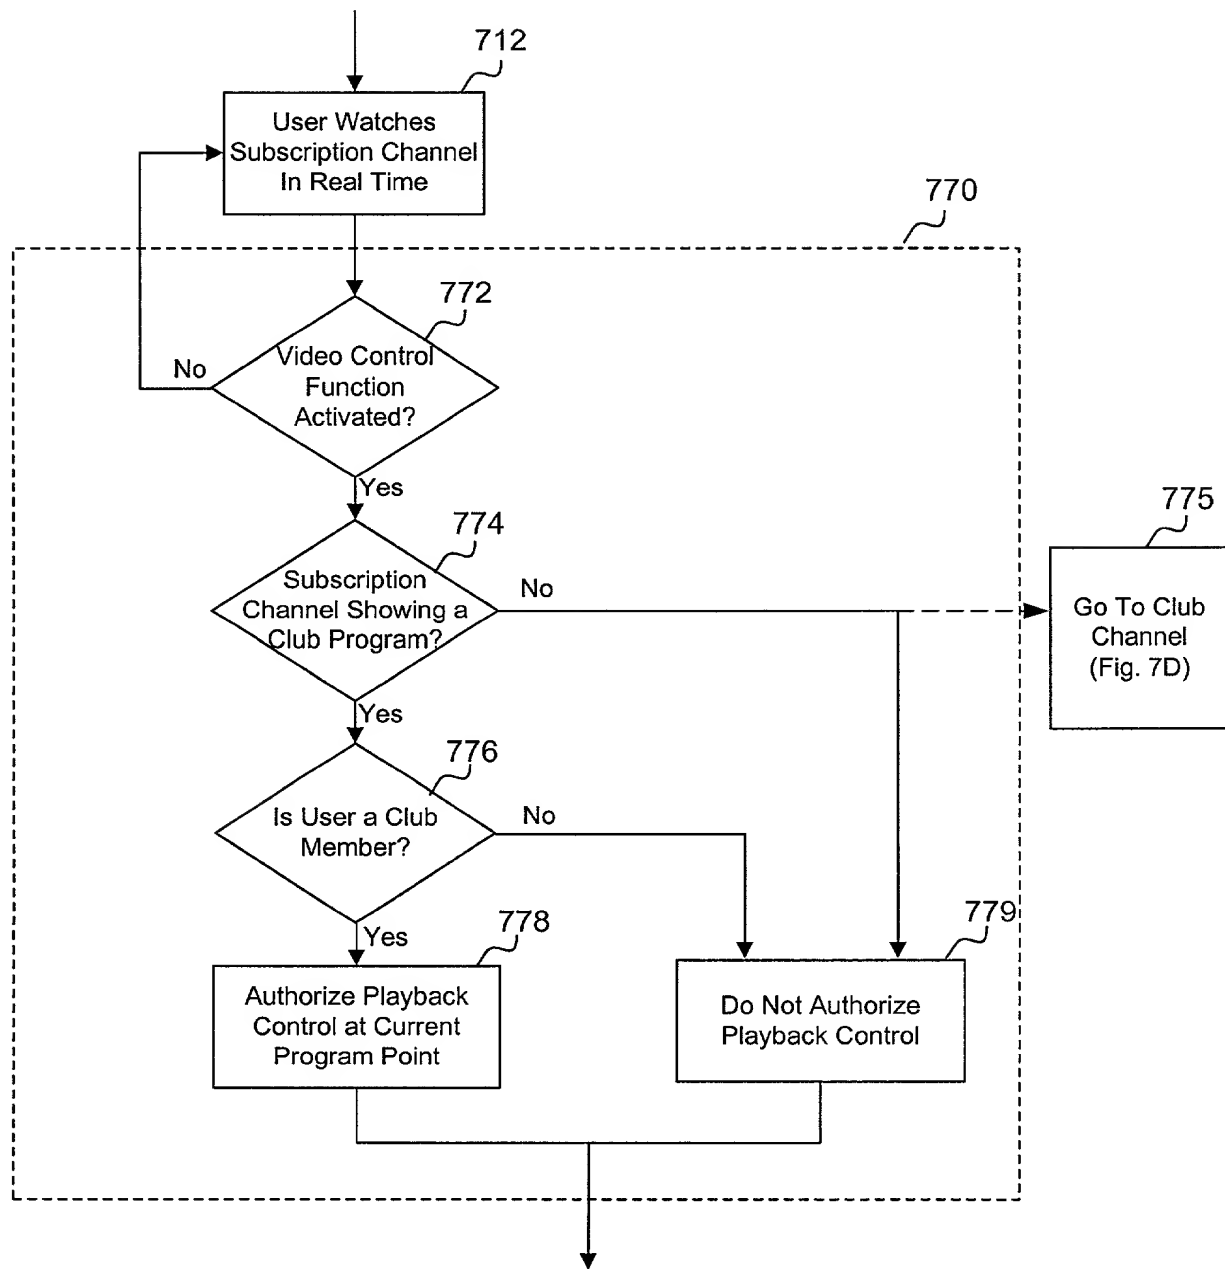 712
User Watches
Subscription Channel
In Real Time
770
772
No
Video Control
Function
Activated?
Yes
774
775
Subscription
Channel Showing a
Club Program?
No
Go To Club
Channel
(Fig. 7D)
Yes
776
Is User a Club
Member?
No
Yes
778
779
Authorize Playback
Control at Current
Program Point
Do Not Authorize
Playback Control